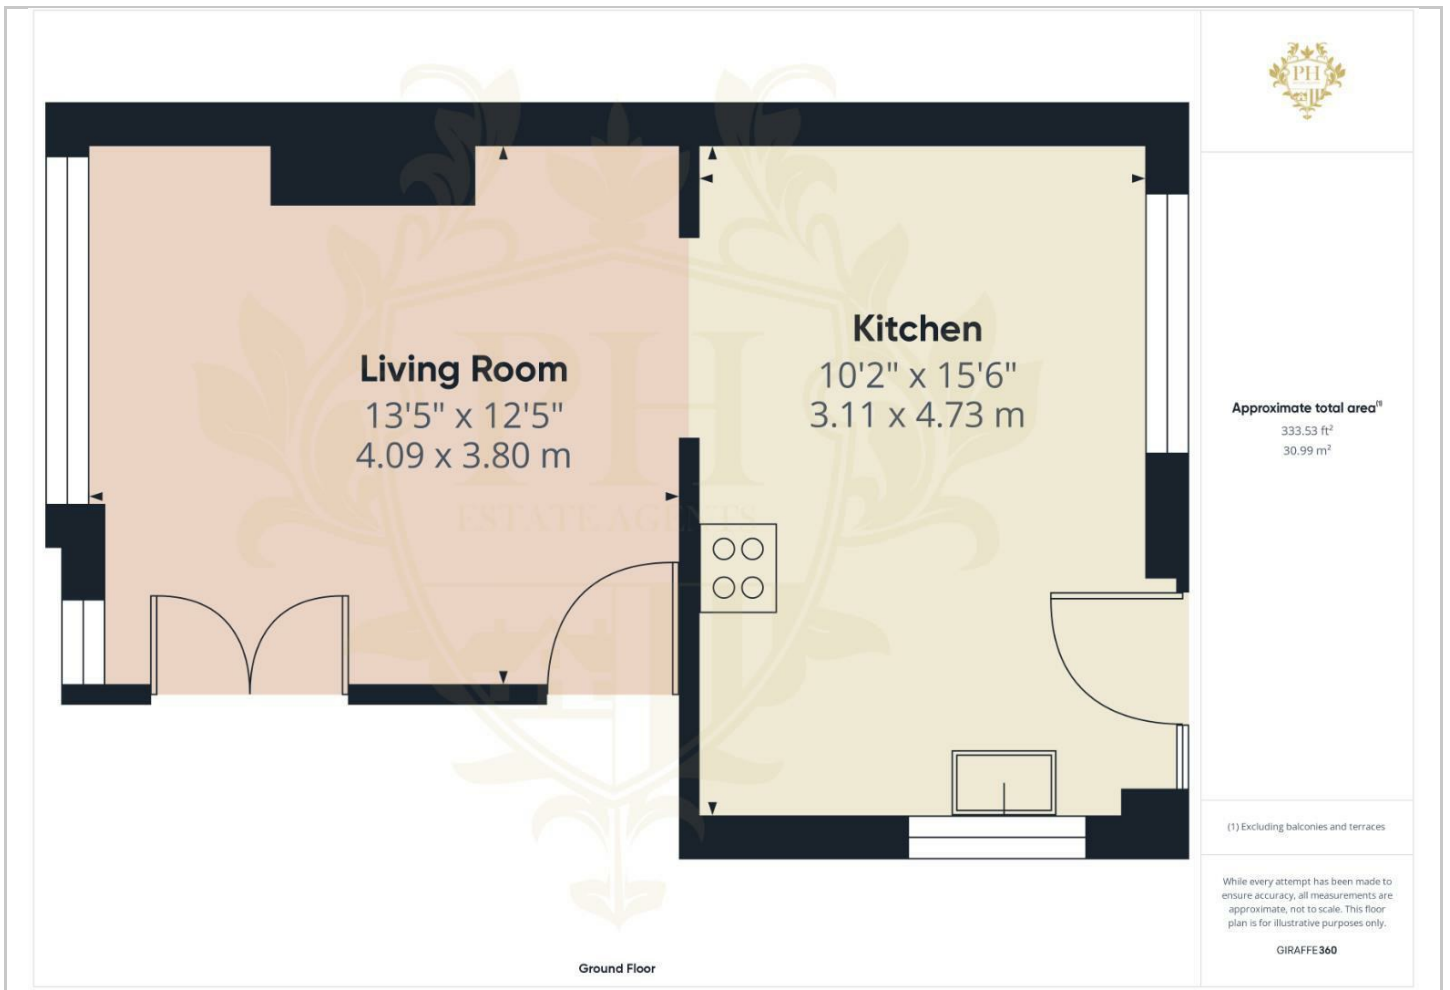 PH
Living Room
13'5" x 12'5"
4.09 x 3.80 m
Kitchen
10'2" x 15'6"
3.11 x 4.73 m
PH
ESTATE AGENTS
Ground Floor
Approximate total area⁽¹⁾
333.53 ft²
30.99 m²
(1) Excluding balconies and terraces
While every attempt has been made to
ensure accuracy, all measurements are
approximate, not to scale. This floor
plan is for illustrative purposes only.
GIRAFFE360